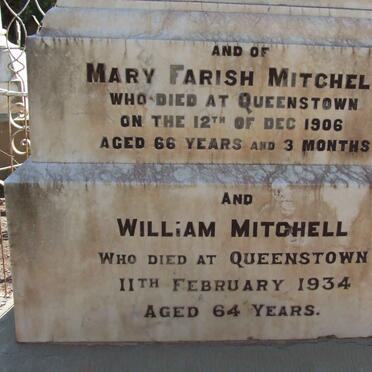 AND OF
MARY FARISH MITCHEL
WHO DIED AT QUEENSTOWN
ON THE 12TH OF DEC 1906
AGED 66 YEARS AND 3 MONTHS
AND
WILLIAM MITCHELL
WHO DIED AT QUEENSTOWN
11TH FEBRUARY 1934
AGED 64 YEARS.